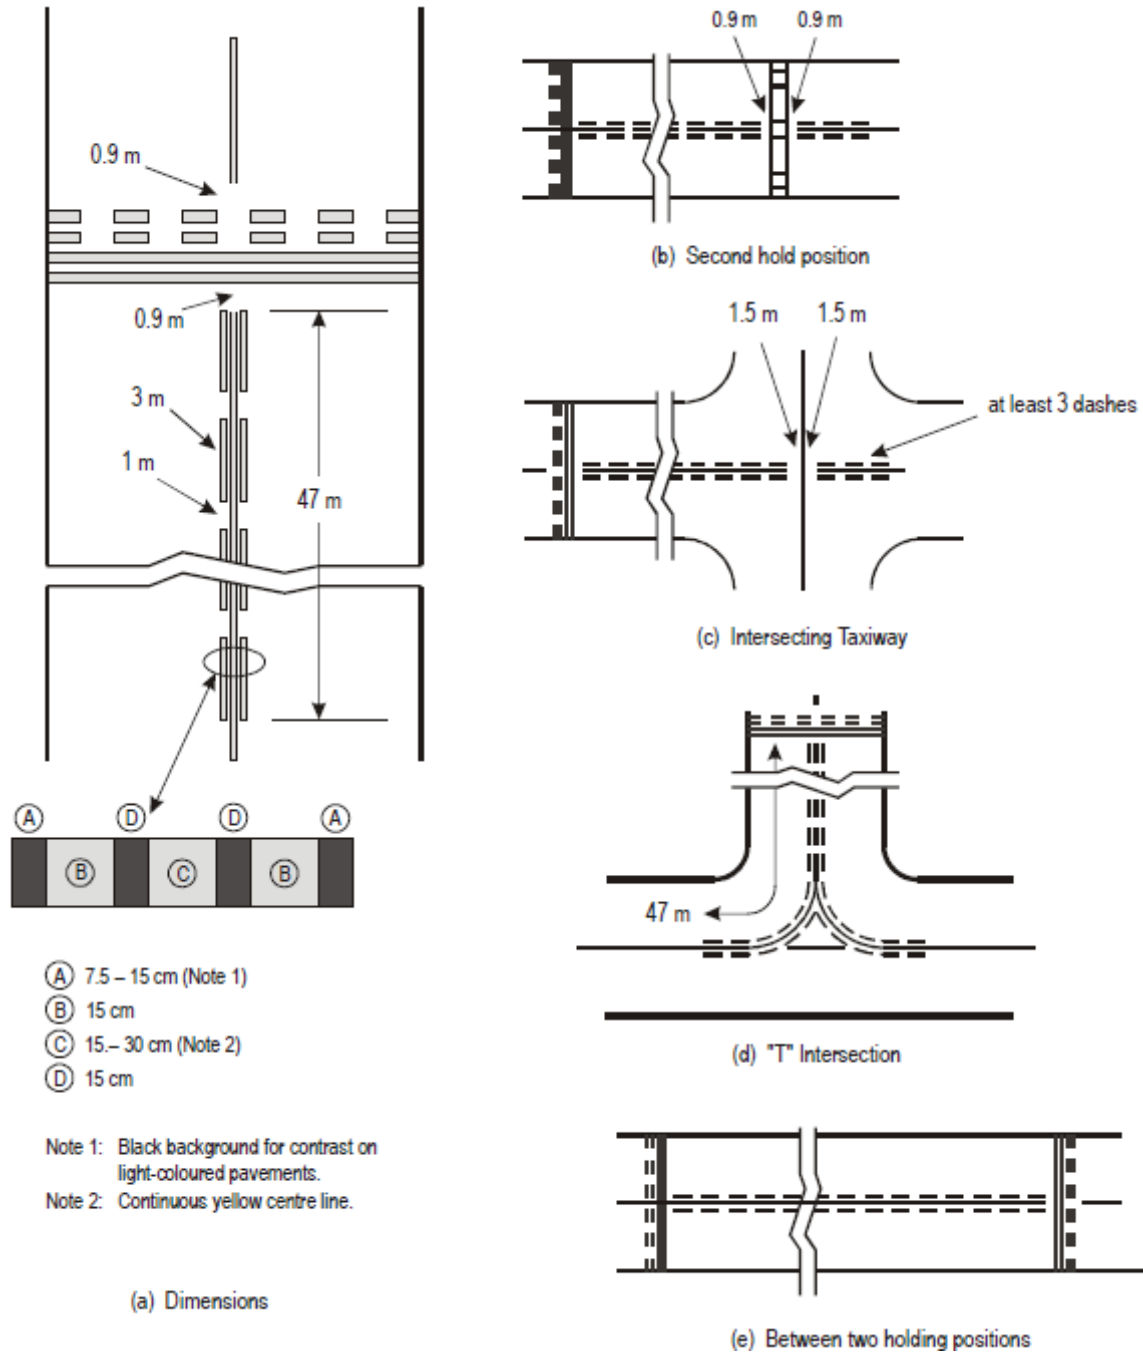 0.9 m
0.9 m
3 m
1 m
47 m
A
D
D
A
B
C
B
A 7.5 – 15 cm (Note 1)
B 15 cm
C 15.– 30 cm (Note 2)
D 15 cm
Note 1: Black background for contrast on
light-coloured pavements.
Note 2: Continuous yellow centre line.
(a) Dimensions
0.9 m 0.9 m
(b) Second hold position
1.5 m 1.5 m
at least 3 dashes
(c) Intersecting Taxiway
47 m
(d) "T" Intersection
(e) Between two holding positions